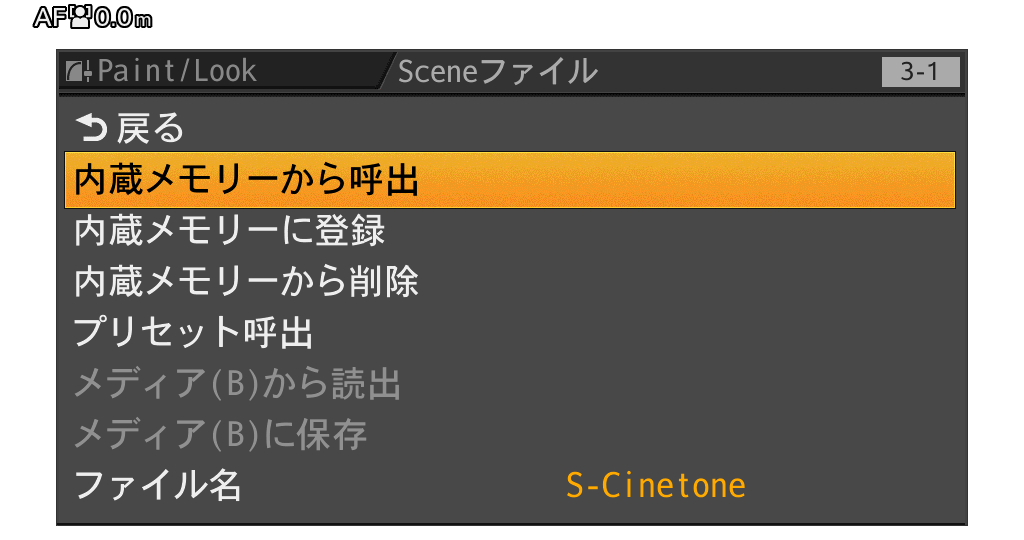 AF 0.0m
Paint/Look Sceneファイル 3-1
戻る
内蔵メモリーから呼出
内蔵メモリーに登録
内蔵メモリーから削除
プリセット呼出
メディア(B)から読出
メディア(B)に保存
ファイル名 S-Cinetone